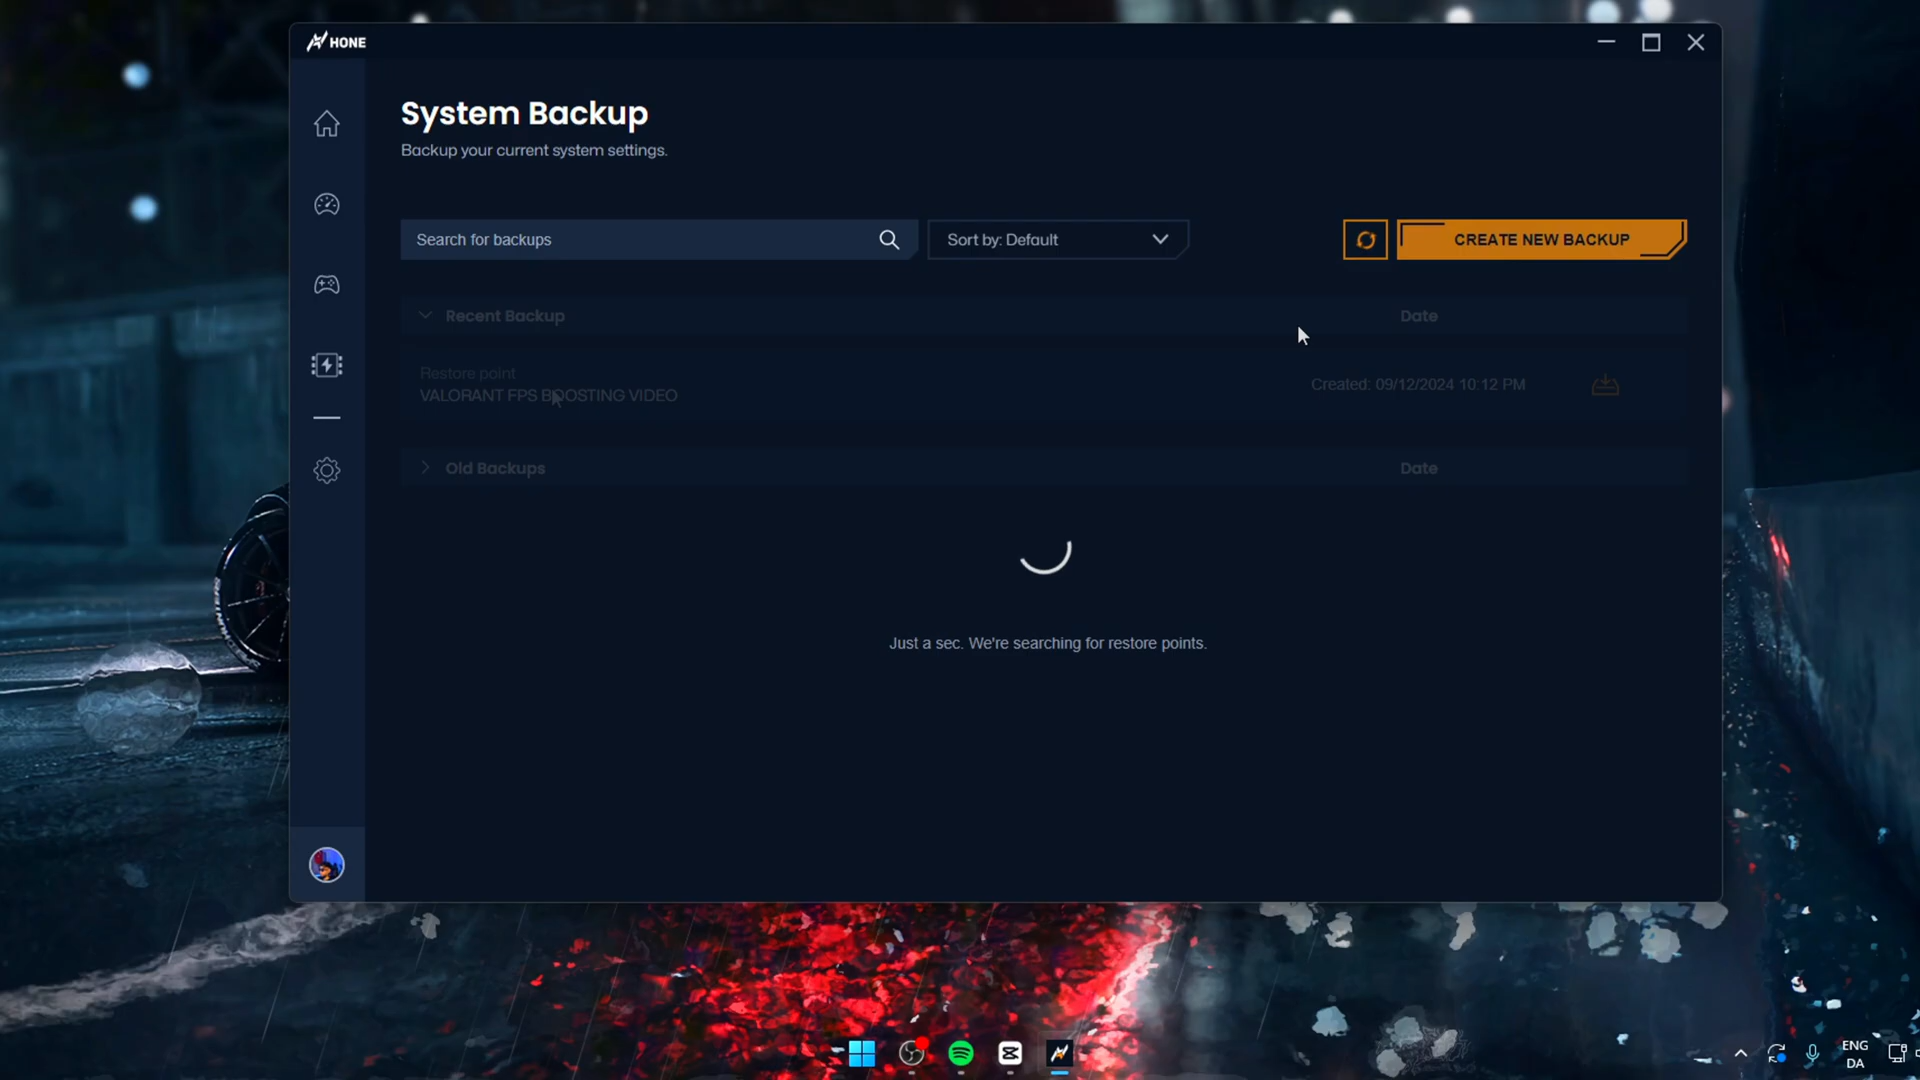 HONE
System Backup
Backup your current system settings.
Search for backups
Sort by: Default
CREATE NEW BACKUP
Recent Backup
Date
Restore point
VALORANT FPS BOOSTING VIDEO
Created: 09/12/2024 10:12 PM
Old Backups
Date
Just a sec. We're searching for restore points.
ENG
DA